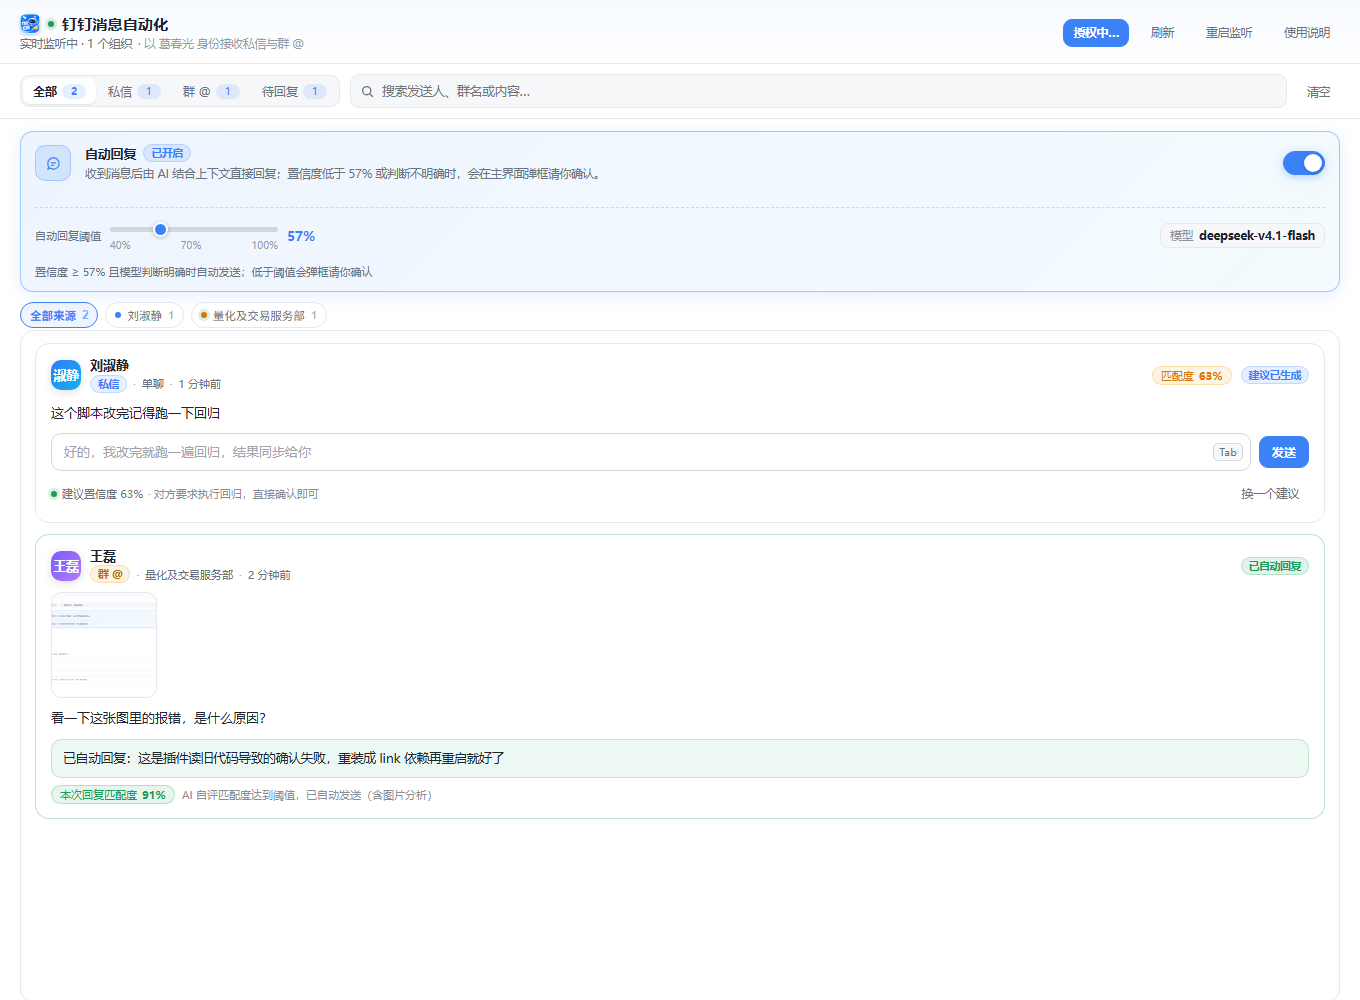 钉钉消息自动化
实时监听中 · 1 个组织 · 以 葛春光 身份接收私信与群 @
授权中...
刷新
重启监听
使用说明
全部 2
私信 1
群 @ 1
待回复 1
搜索发送人、群名或内容...
清空
自动回复 已开启
收到消息后由 AI 结合上下文直接回复；置信度低于 57% 或判断不明确时，会在主界面弹框请你确认。
自动回复阈值
40% 70% 100%
57%
模型 deepseek-v4.1-flash
置信度 ≥ 57% 且模型判断明确时自动发送；低于阈值会弹框请你确认
全部来源 2
刘淑静 1
量化及交易服务部 1
淑静
刘淑静
私信 · 单聊 · 1 分钟前
匹配度 63%
建议已生成
这个脚本改完记得跑一下回归
好的，我改完就跑一遍回归，结果同步给你
Tab
发送
建议置信度 63% · 对方要求执行回归，直接确认即可
换一个建议
王磊
王磊
群 @ · 量化及交易服务部 · 2 分钟前
已自动回复
看一下这张图里的报错，是什么原因？
已自动回复：这是插件读旧代码导致的确认失败，重装成 link 依赖再重启就好了
本次回复匹配度 91%
AI 自评匹配度达到阈值，已自动发送（含图片分析）